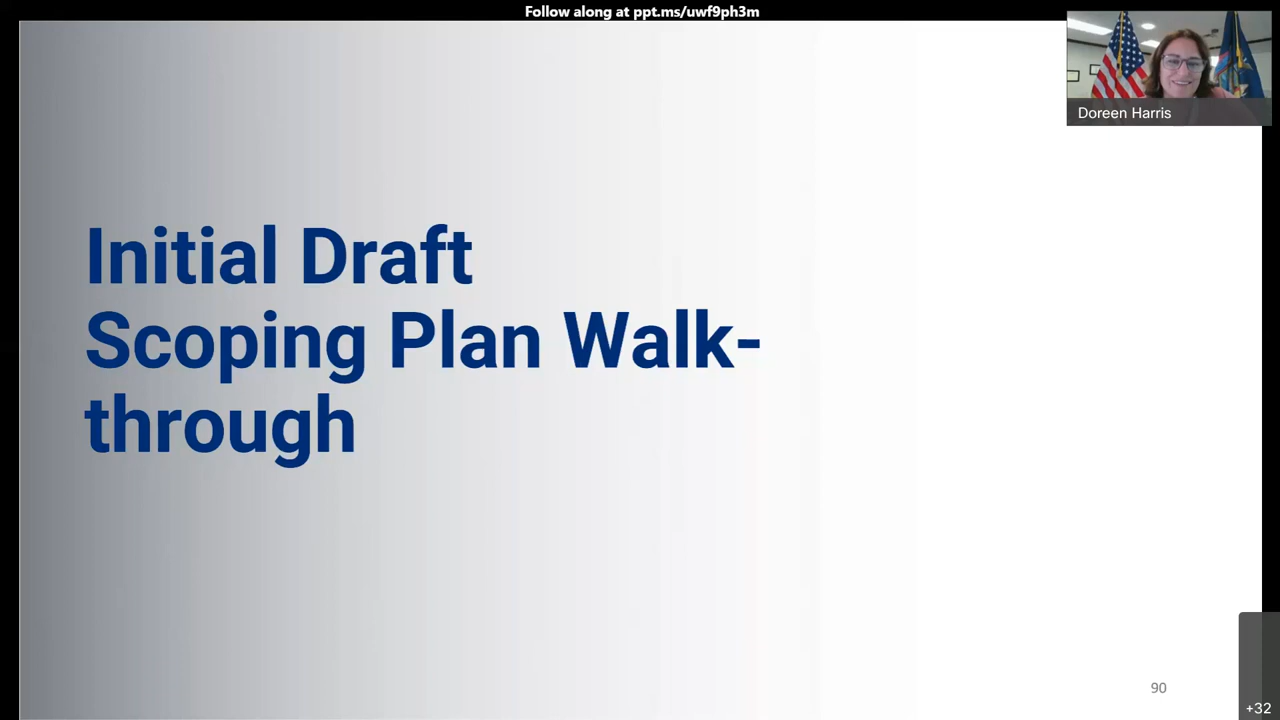 Follow along at ppt.ms/uwf9ph3m
Doreen Harris
Initial Draft
Scoping Plan Walk-
through
90
+32